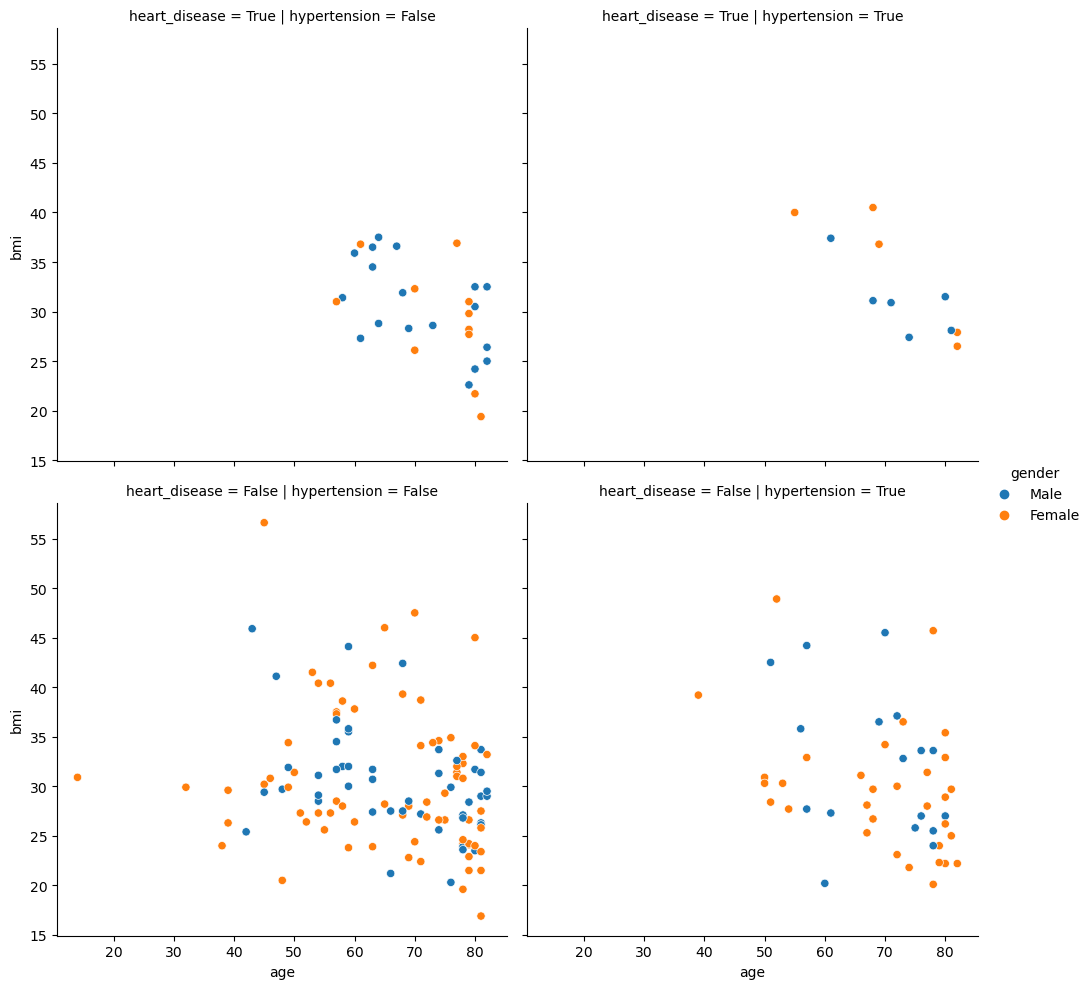 heart_disease = True | hypertension = False
heart_disease = True | hypertension = True
55
50
45
40
35
30
25
20
15
bmi
heart_disease = False | hypertension = False
heart_disease = False | hypertension = True
gender
Male
Female
55
50
45
40
35
30
25
20
15
bmi
20 30 40 50 60 70 80
20 30 40 50 60 70 80
age
age